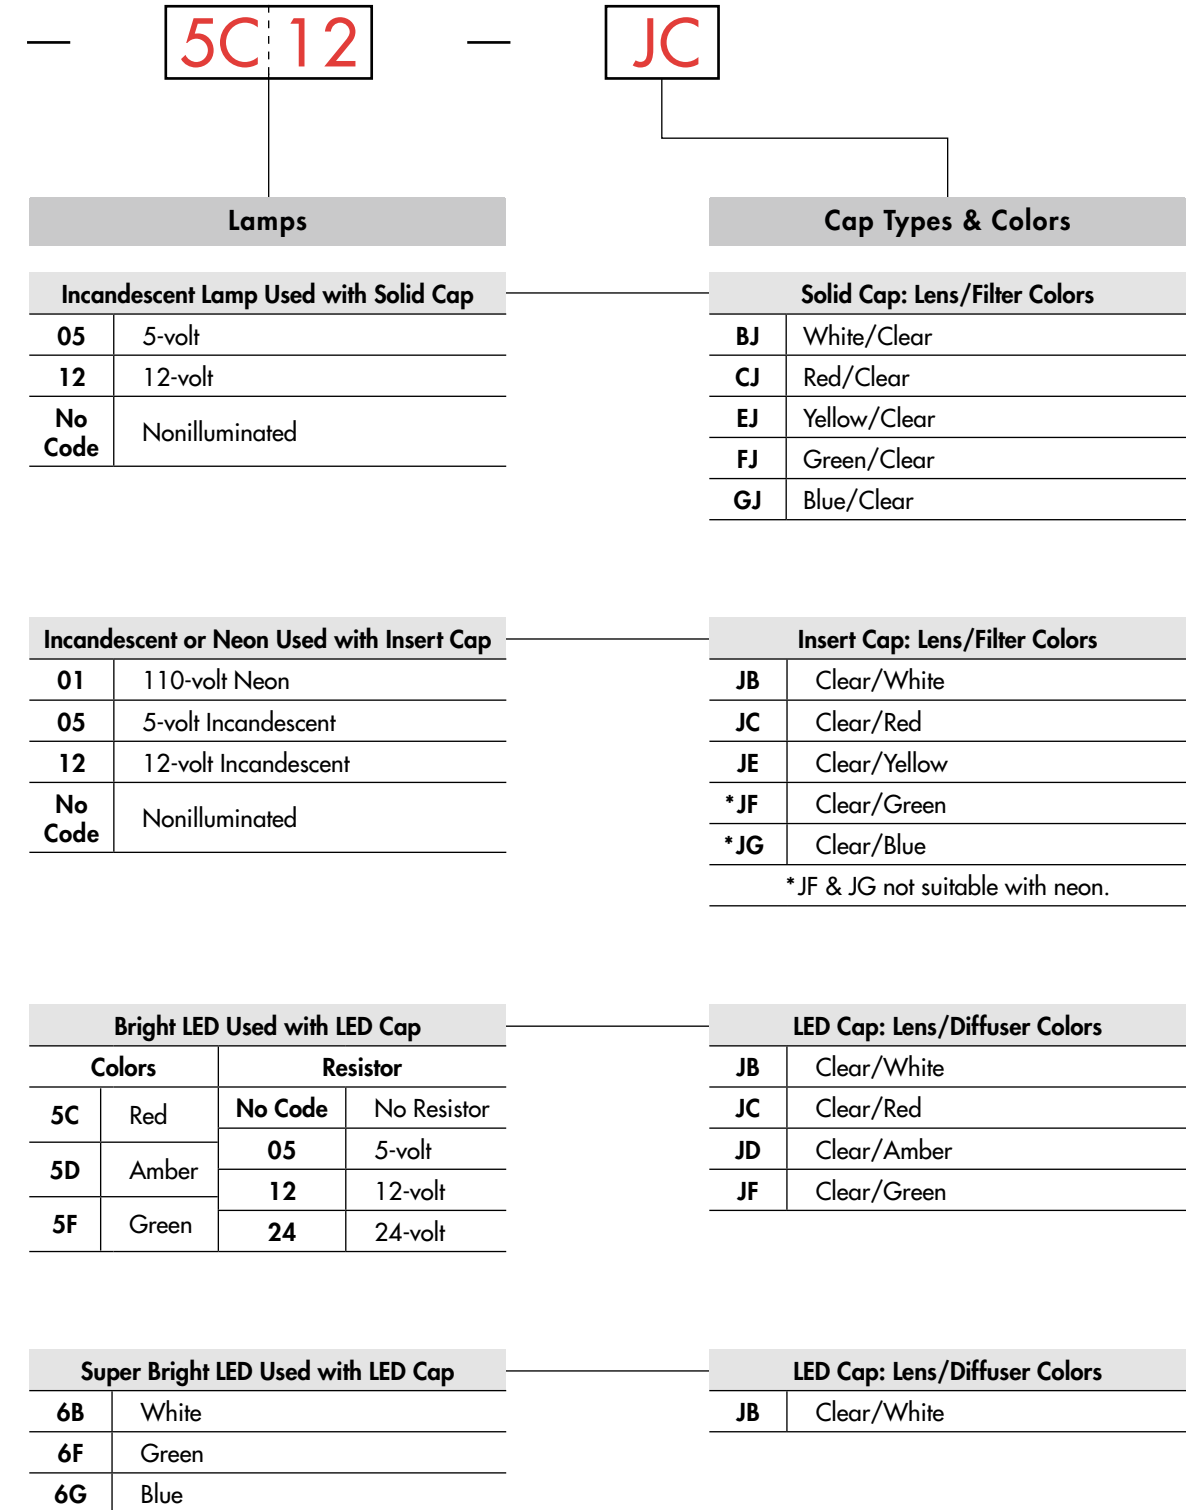 — 5C 12 — JC
Lamps
Cap Types & Colors
Incandescent Lamp Used with Solid Cap
05 5-volt
12 12-volt
No Code Nonilluminated
Solid Cap: Lens/Filter Colors
BJ White/Clear
CJ Red/Clear
EJ Yellow/Clear
FJ Green/Clear
GJ Blue/Clear
Incandescent or Neon Used with Insert Cap
01 110-volt Neon
05 5-volt Incandescent
12 12-volt Incandescent
No Code Nonilluminated
Insert Cap: Lens/Filter Colors
JB Clear/White
JC Clear/Red
JE Clear/Yellow
*JF Clear/Green
*JG Clear/Blue
*JF & JG not suitable with neon.
Bright LED Used with LED Cap
Colors Resistor
5C Red
5D Amber
5F Green
No Code No Resistor
05 5-volt
12 12-volt
24 24-volt
LED Cap: Lens/Diffuser Colors
JB Clear/White
JC Clear/Red
JD Clear/Amber
JF Clear/Green
Super Bright LED Used with LED Cap
6B White
6F Green
6G Blue
LED Cap: Lens/Diffuser Colors
JB Clear/White